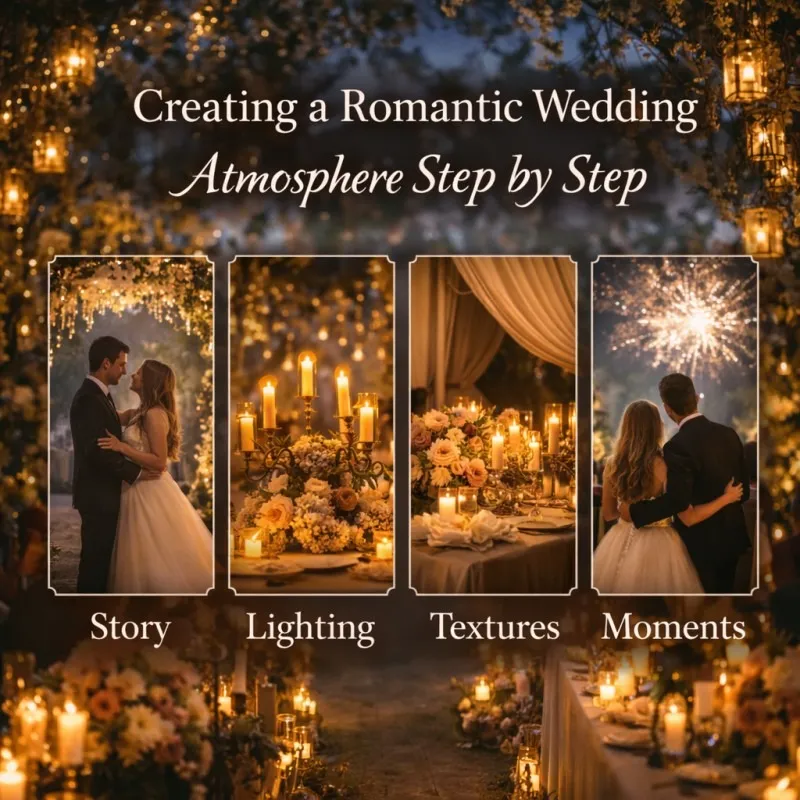 Creating a Romantic Wedding
Atmosphere Step by Step
Story
Lighting
Textures
Moments